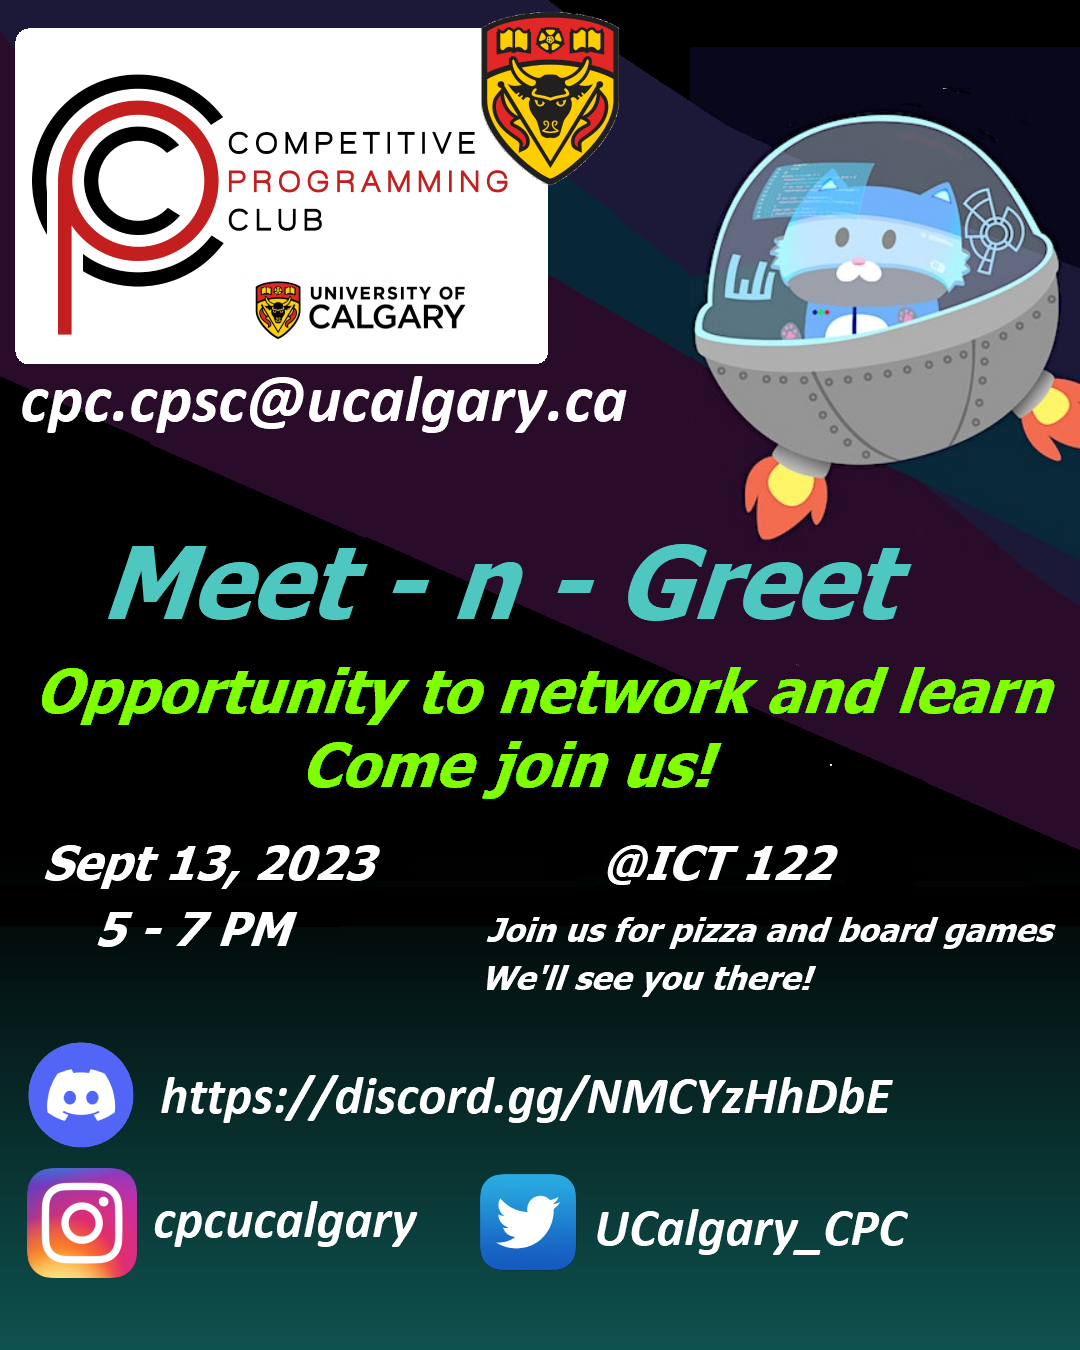 COMPETITIVE
PROGRAMMING
CLUB
UNIVERSITY OF
CALGARY
cpc.cpsc@ucalgary.ca
Meet - n - Greet
Opportunity to network and learn
Come join us!
Sept 13, 2023
5 - 7 PM
@ICT 122
Join us for pizza and board games
We'll see you there!
https://discord.gg/NMCYzHhDbE
cpcucalgary
UCalgary_CPC